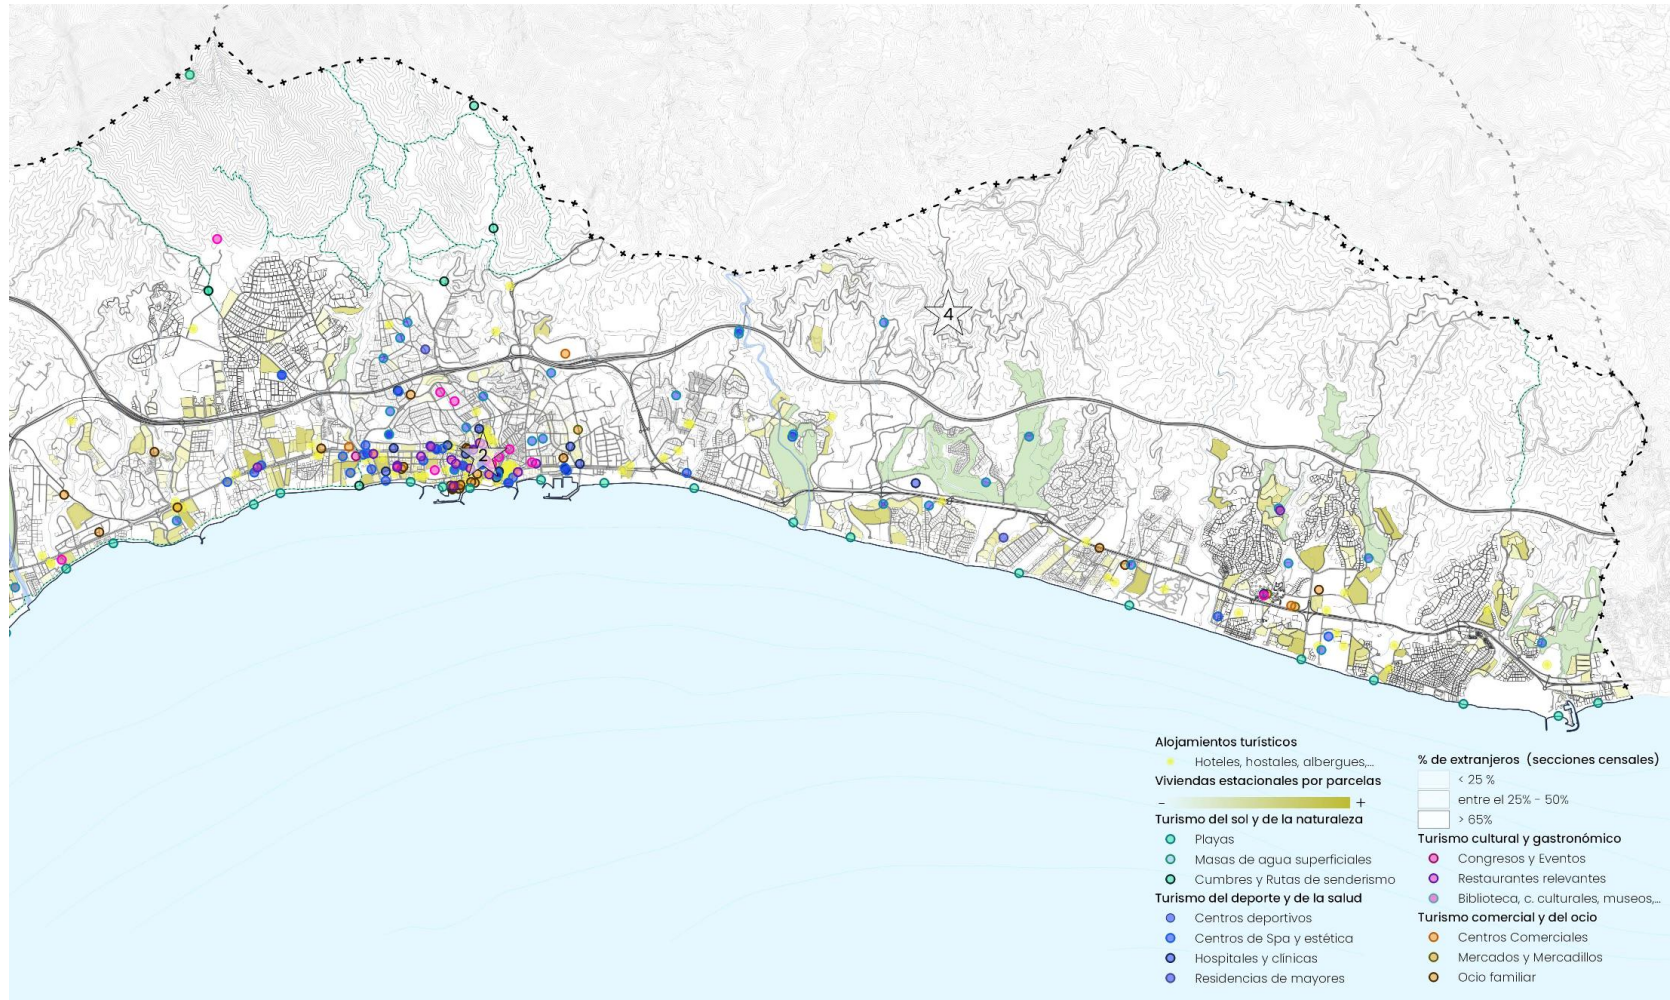 4
2
Alojamientos turísticos
Hoteles, hostales, albergues,...
Viviendas estacionales por parcelas
- +
Turismo del sol y de la naturaleza
Playas
Masas de agua superficiales
Cumbres y Rutas de senderismo
Turismo del deporte y de la salud
Centros deportivos
Centros de Spa y estética
Hospitales y clínicas
Residencias de mayores
% de extranjeros (secciones censales)
< 25 %
entre el 25% - 50%
> 65%
Turismo cultural y gastronómico
Congresos y Eventos
Restaurantes relevantes
Biblioteca, c. culturales, museos,...
Turismo comercial y del ocio
Centros Comerciales
Mercados y Mercadillos
Ocio familiar